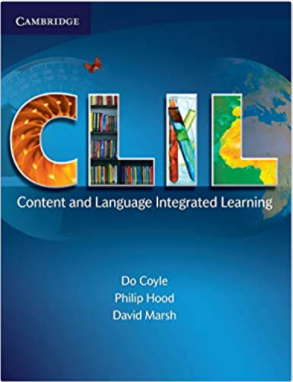 CAMBRIDGE
CLIL
Content and Language Integrated Learning
Do Coyle
Philip Hood
David Marsh